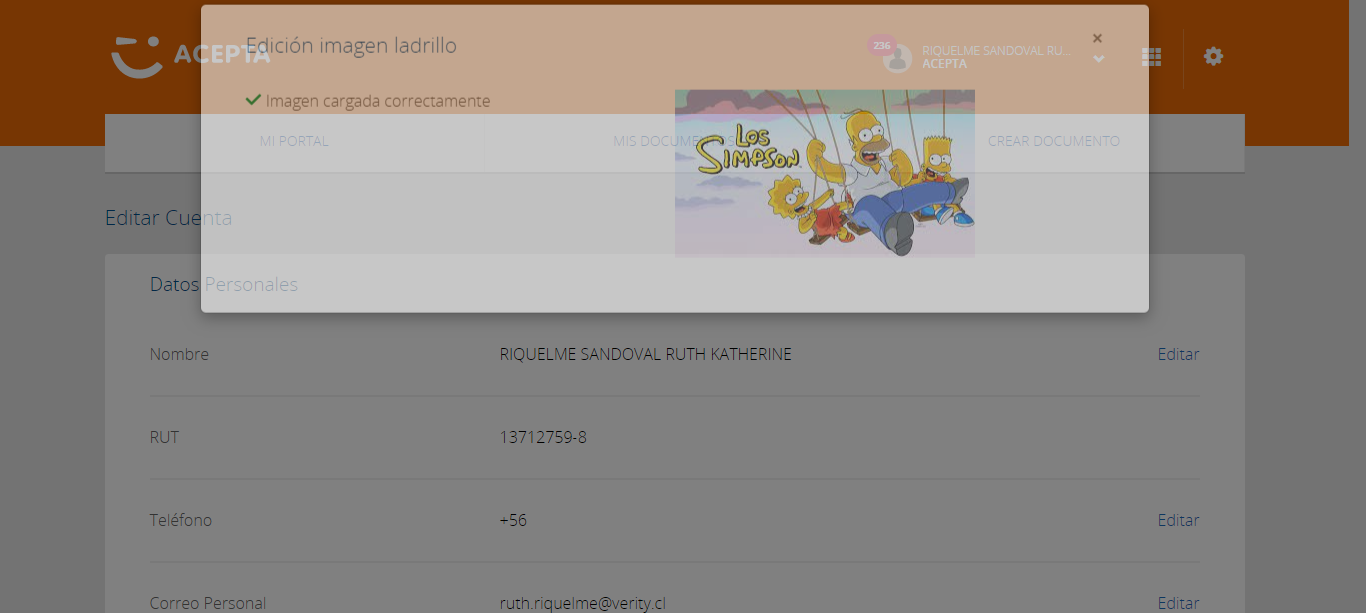 Edición imagen ladrillo
ACEPTA
236
RIQUELME SANDOVAL RU...
ACEPTA
Imagen cargada correctamente
MI PORTAL
MIS DOCUMENTOS
CREAR DOCUMENTO
LOS
SIMPSON
Editar Cuenta
Datos Personales
Nombre
RIQUELME SANDOVAL RUTH KATHERINE
Editar
RUT
13712759-8
Teléfono
+56
Editar
Correo Personal
ruth.riquelme@verity.cl
Editar